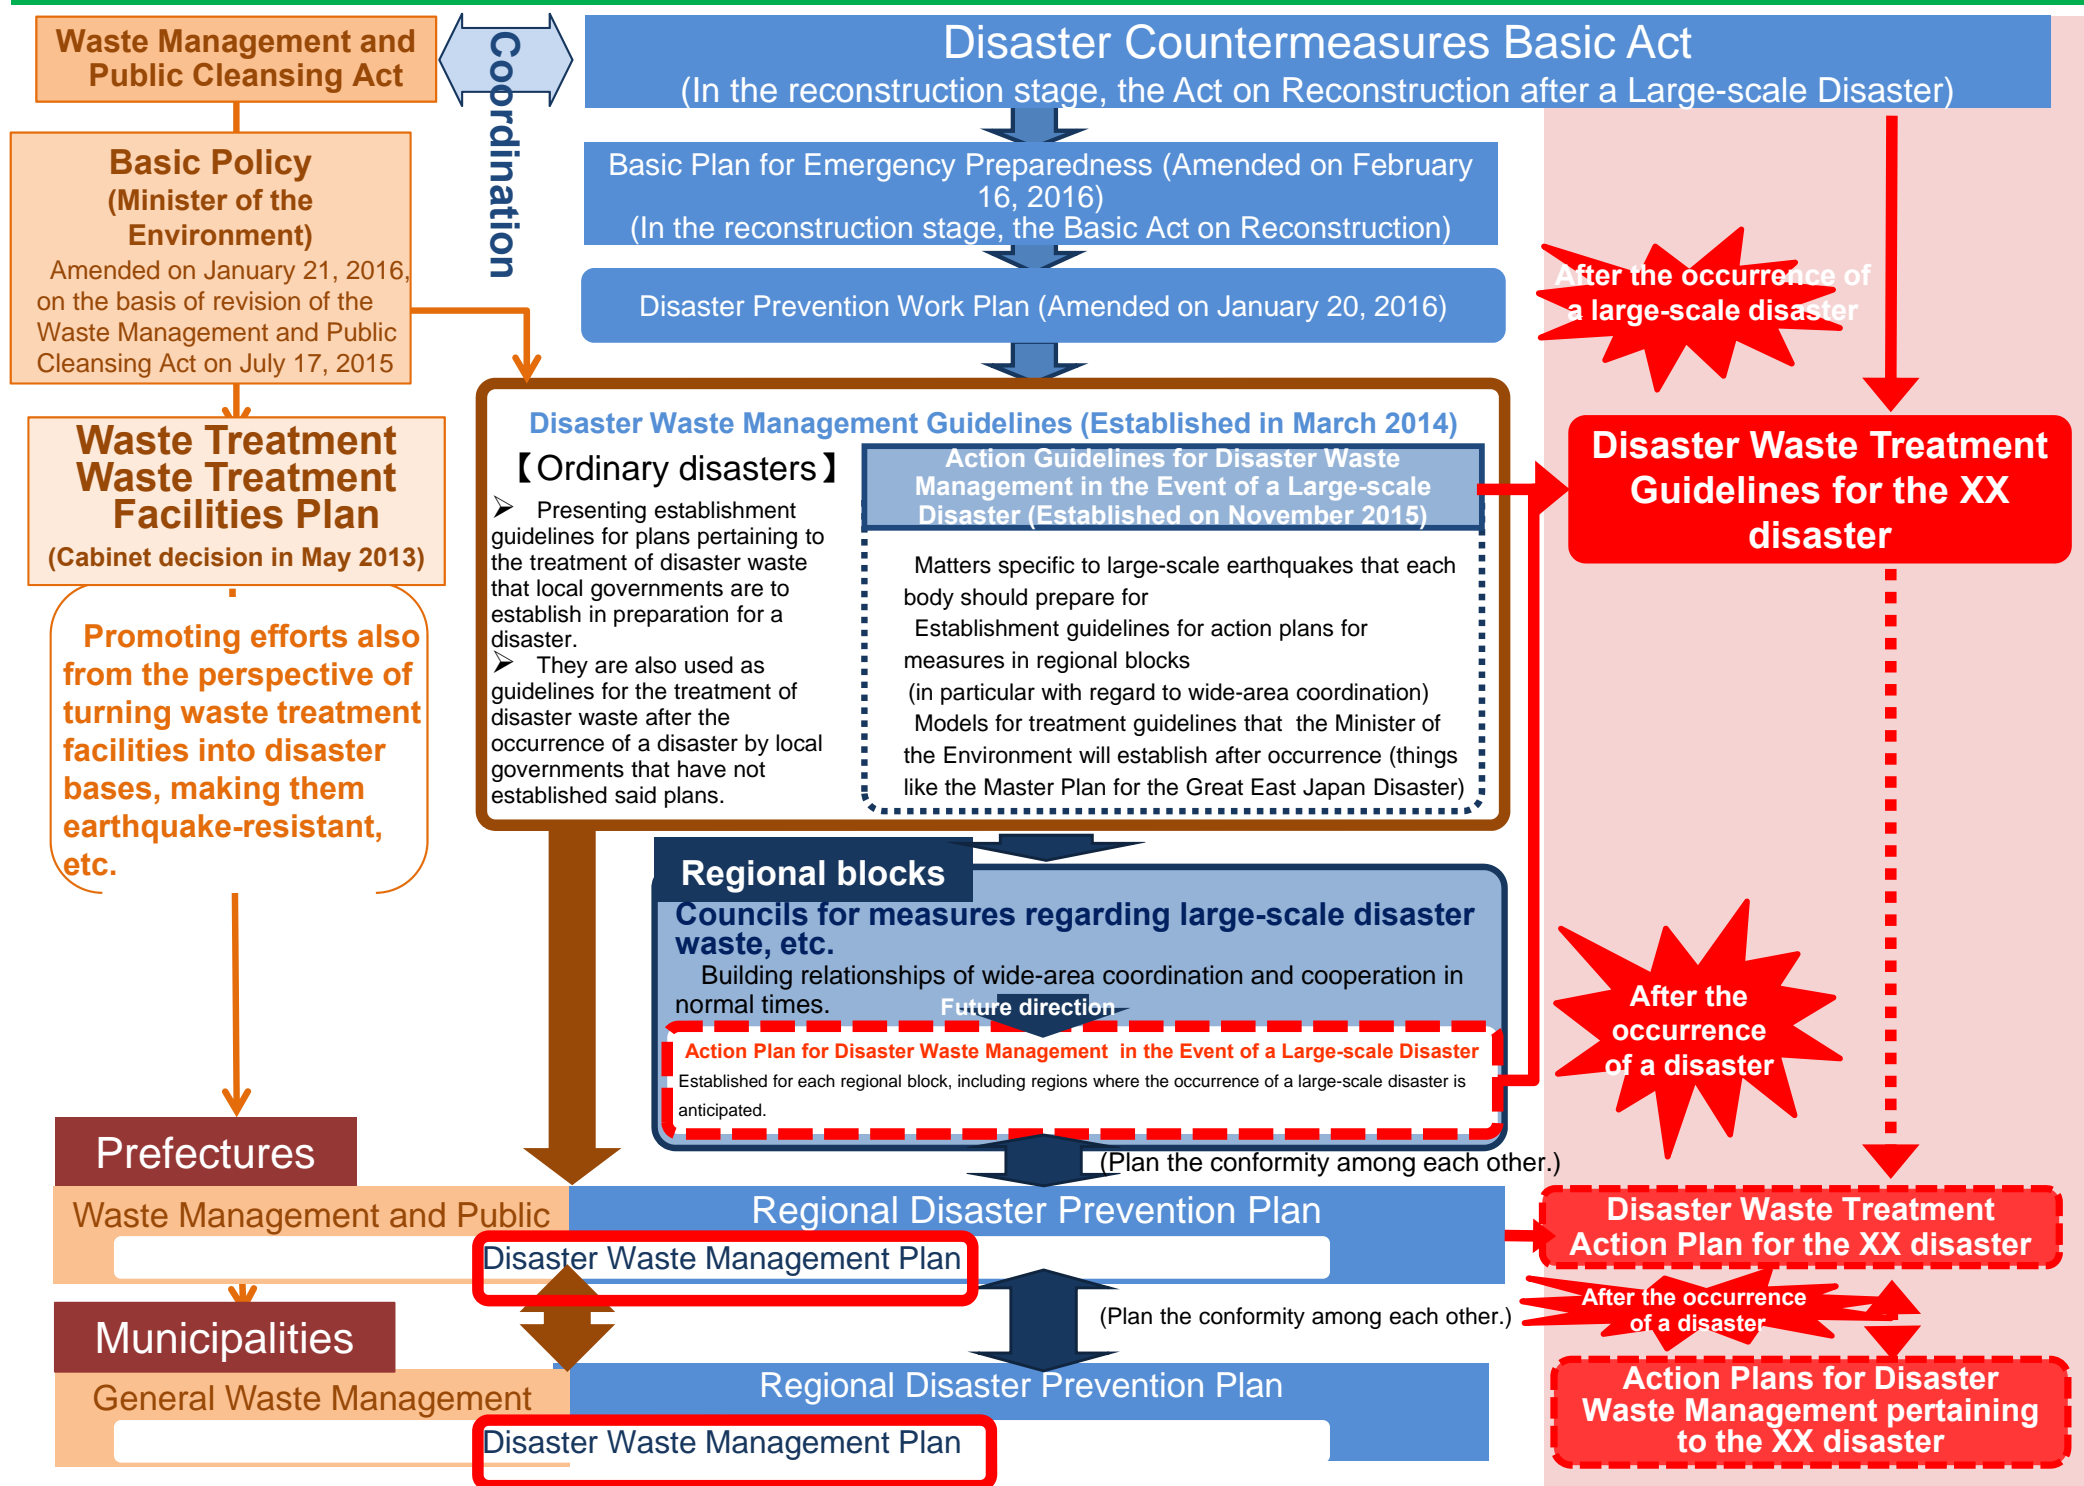 Waste Management and
Public Cleansing Act
Coordination
Disaster Countermeasures Basic Act
(In the reconstruction stage, the Act on Reconstruction after a Large-scale Disaster)
Basic Policy
(Minister of the
Environment)
Amended on January 21, 2016,
on the basis of revision of the
Waste Management and Public
Cleansing Act on July 17, 2015
Basic Plan for Emergency Preparedness (Amended on February
16, 2016)
(In the reconstruction stage, the Basic Act on Reconstruction)
Disaster Prevention Work Plan (Amended on January 20, 2016)
After the occurrence of
a large-scale disaster
Waste Treatment
Waste Treatment
Facilities Plan
(Cabinet decision in May 2013)
Promoting efforts also
from the perspective of
turning waste treatment
facilities into disaster
bases, making them
earthquake-resistant,
etc.
Disaster Waste Management Guidelines (Established in March 2014)
【Ordinary disasters】
➢ Presenting establishment
guidelines for plans pertaining to
the treatment of disaster waste
that local governments are to
establish in preparation for a
disaster.
➢ They are also used as
guidelines for the treatment of
disaster waste after the
occurrence of a disaster by local
governments that have not
established said plans.
Action Guidelines for Disaster Waste
Management in the Event of a Large-scale
Disaster (Established on November 2015)
Matters specific to large-scale earthquakes that each
body should prepare for
Establishment guidelines for action plans for
measures in regional blocks
(in particular with regard to wide-area coordination)
Models for treatment guidelines that the Minister of
the Environment will establish after occurrence (things
like the Master Plan for the Great East Japan Disaster)
Disaster Waste Treatment
Guidelines for the XX
disaster
Regional blocks
Councils for measures regarding large-scale disaster
waste, etc.
Building relationships of wide-area coordination and cooperation in
normal times.
Future direction
Action Plan for Disaster Waste Management in the Event of a Large-scale Disaster
Established for each regional block, including regions where the occurrence of a large-scale disaster is
anticipated.
After the
occurrence
of a disaster
(Plan the conformity among each other.)
Prefectures
Waste Management and Public
Regional Disaster Prevention Plan
Disaster Waste Management Plan
Disaster Waste Treatment
Action Plan for the XX disaster
(Plan the conformity among each other.)
After the occurrence
of a disaster
Municipalities
General Waste Management
Regional Disaster Prevention Plan
Disaster Waste Management Plan
Action Plans for Disaster
Waste Management pertaining
to the XX disaster